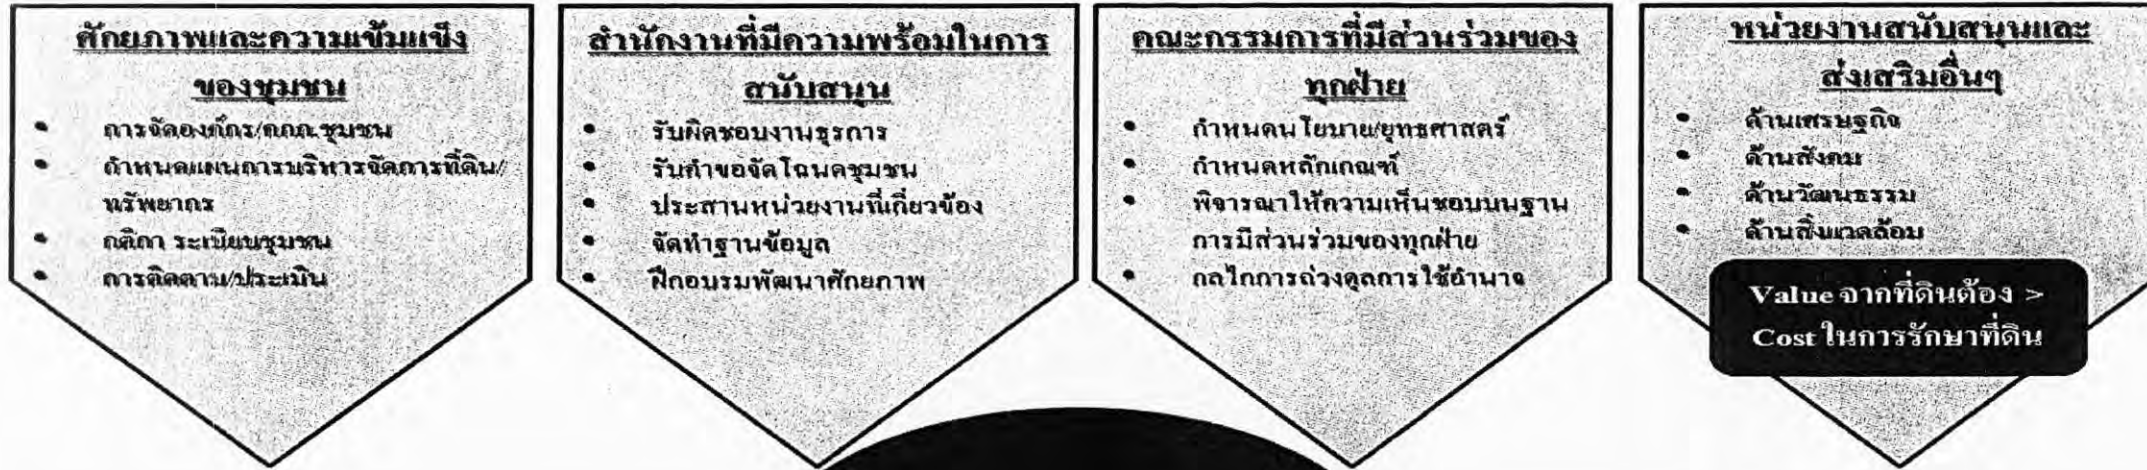 ศักยภาพและความเข้มแข็ง
ของชุมชน
• การจัดองค์กร/คกก.ชุมชน
• กำหนดแผนการบริหารจัดการที่ดิน/
ทรัพยากร
• กติกา ระเบียบชุมชน
• การติดตาม/ประเมิน
สำนักงานที่มีความพร้อมในการ
สนับสนุน
• รับผิดชอบงานธุรการ
• รับคำขอจัดโฉนดชุมชน
• ประสานหน่วยงานที่เกี่ยวข้อง
• จัดทำฐานข้อมูล
• ฝึกอบรมพัฒนาศักยภาพ
คณะกรรมการที่มีส่วนร่วมของ
ทุกฝ่าย
• กำหนดนโยบาย/ยุทธศาสตร์
• กำหนดหลักเกณฑ์
• พิจารณาให้ความเห็นชอบบนฐาน
การมีส่วนร่วมของทุกฝ่าย
• กลไกการถ่วงดุลการใช้อำนาจ
หน่วยงานสนับสนุนและ
ส่งเสริมอื่นๆ
• ด้านเศรษฐกิจ
• ด้านสังคม
• ด้านวัฒนธรรม
• ด้านสิ่งแวดล้อม
Value จากที่ดินต้อง >
Cost ในการรักษาที่ดิน